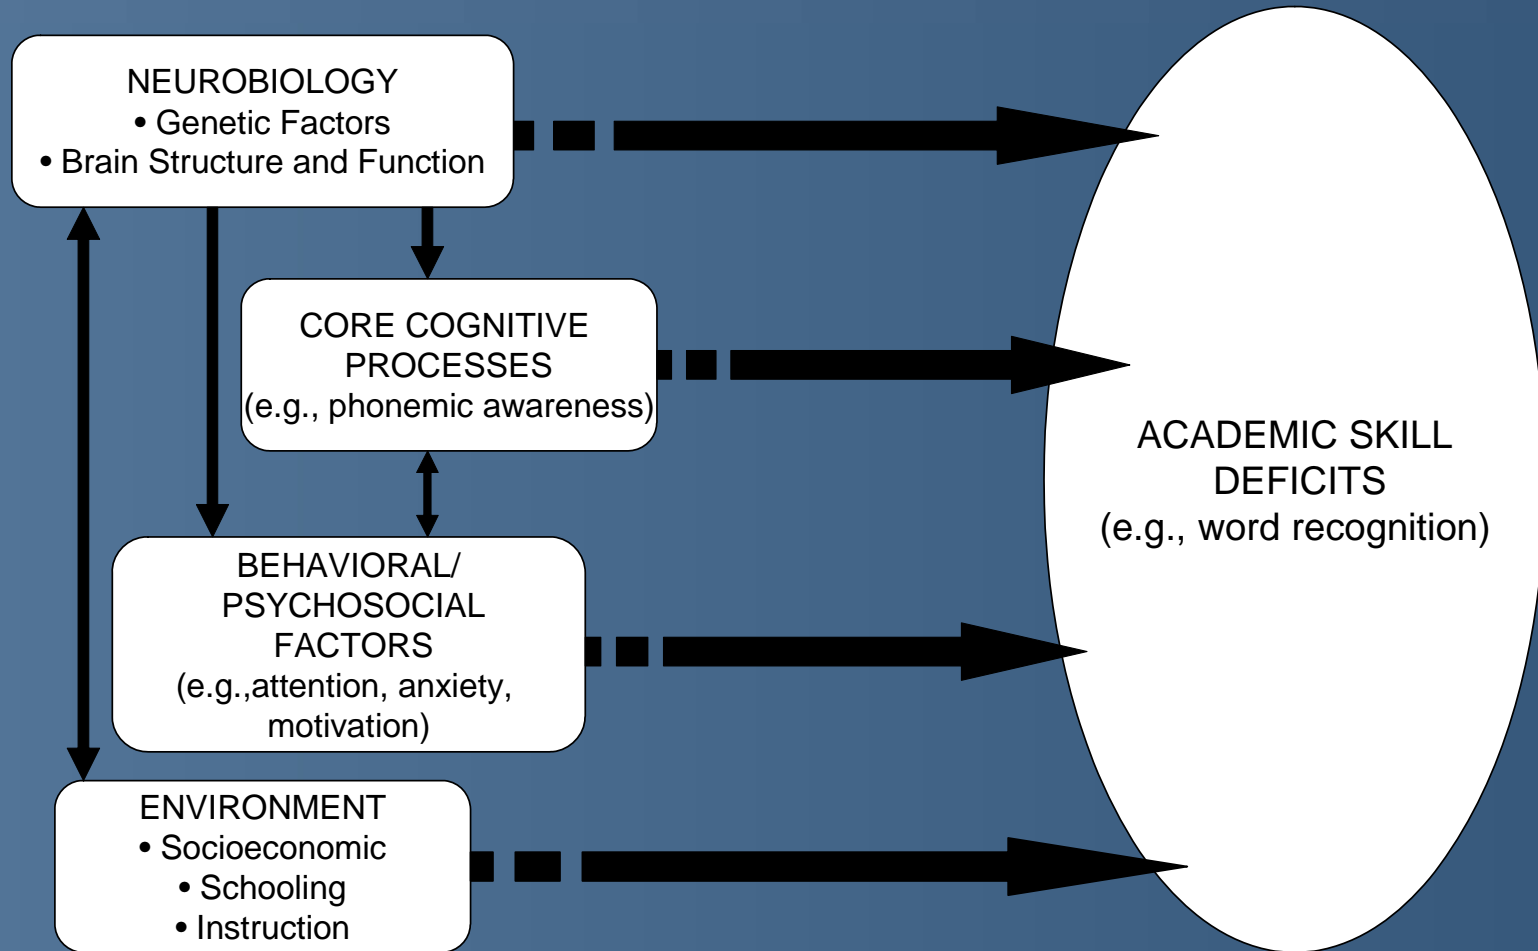 NEUROBIOLOGY
• Genetic Factors
• Brain Structure and Function
CORE COGNITIVE
PROCESSES
(e.g., phonemic awareness)
BEHAVIORAL/
PSYCHOSOCIAL
FACTORS
(e.g.,attention, anxiety,
motivation)
ENVIRONMENT
• Socioeconomic
• Schooling
• Instruction
ACADEMIC SKILL
DEFICITS
(e.g., word recognition)